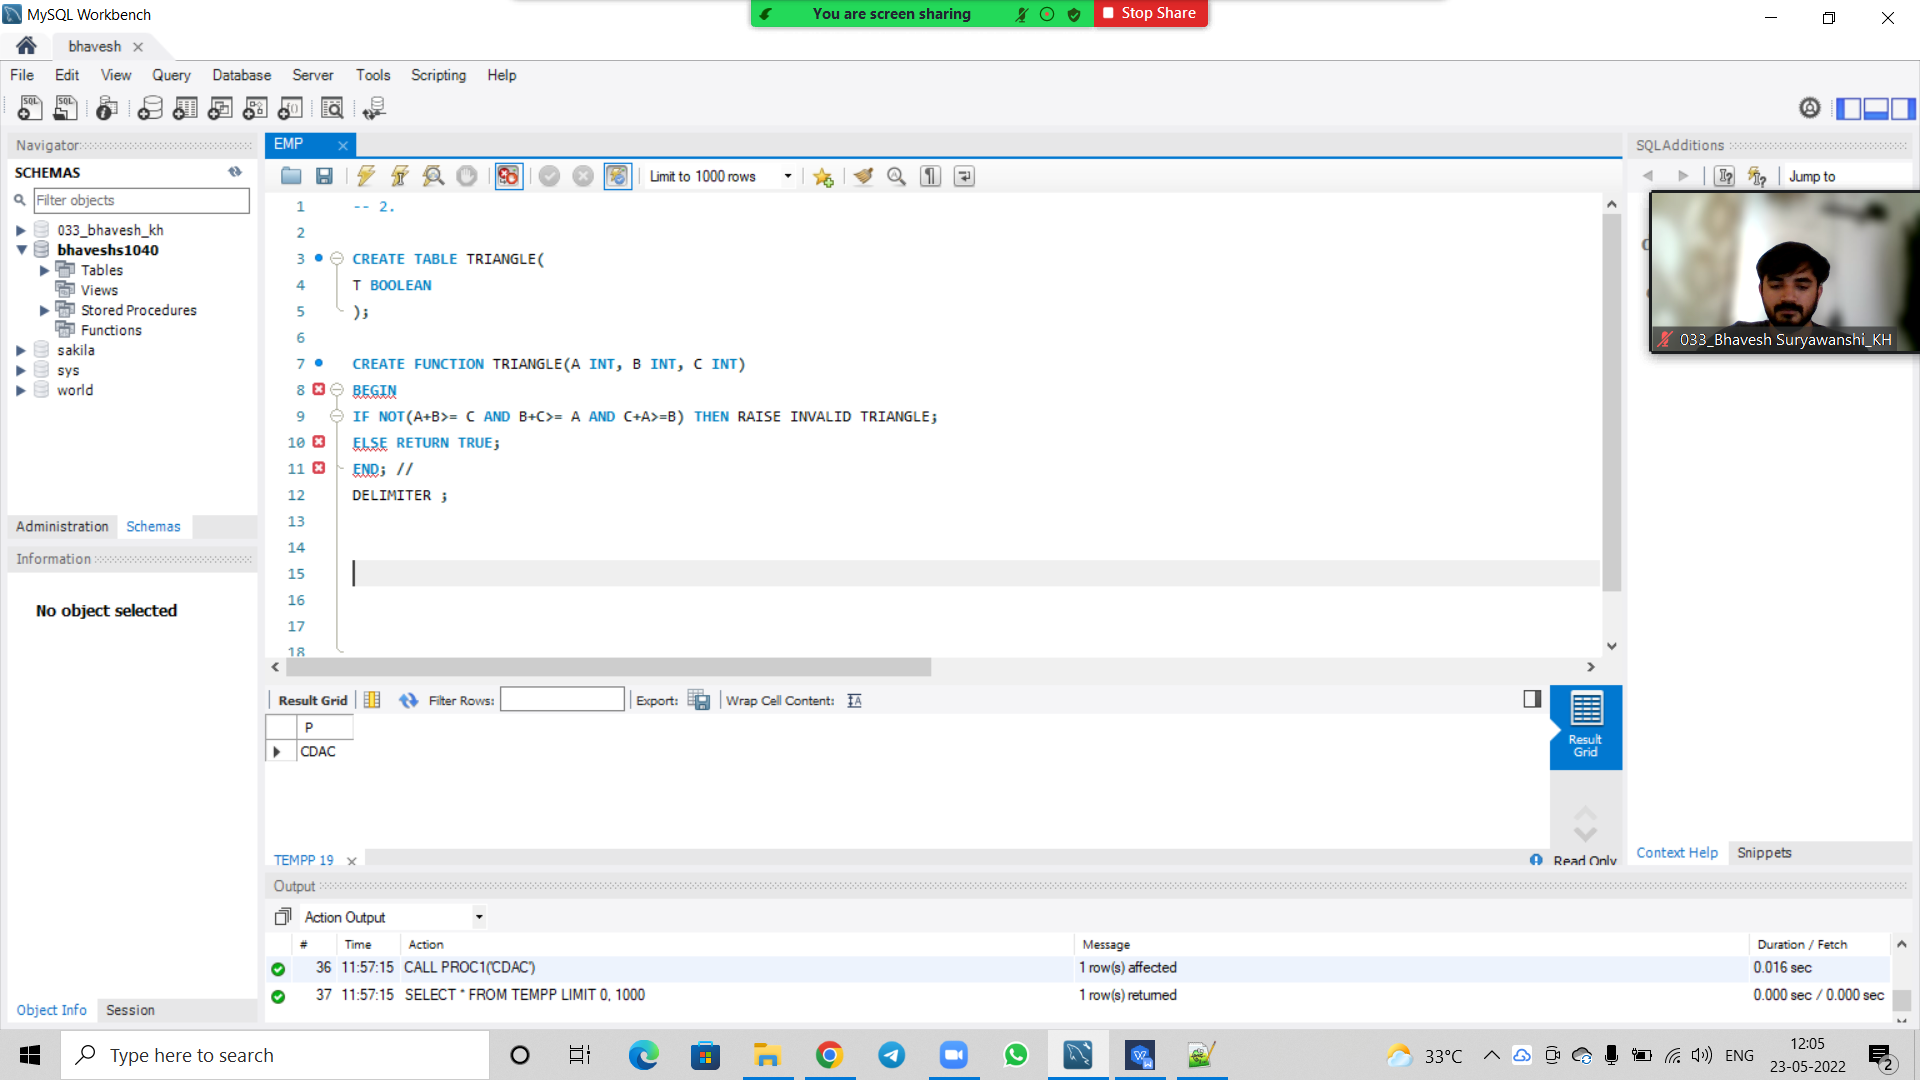 MySQL Workbench
You are screen sharing
Stop Share
bhavesh
File Edit View Query Database Server Tools Scripting Help
Navigator
SCHEMAS
Filter objects
033_bhavesh_kh
bhaveshs1040
Tables
Views
Stored Procedures
Functions
sakila
sys
world
Administration Schemas
Information
No object selected
Object Info Session
EMP
Limit to 1000 rows
1 -- 2.
2
3 CREATE TABLE TRIANGLE(
4 T BOOLEAN
5 );
6
7 CREATE FUNCTION TRIANGLE(A INT, B INT, C INT)
8 BEGIN
9 IF NOT(A+B>= C AND B+C>= A AND C+A>=B) THEN RAISE INVALID TRIANGLE;
10 ELSE RETURN TRUE;
11 END; //
12 DELIMITER ;
13
14
15
16
17
18
Result Grid Filter Rows: Export: Wrap Cell Content:
P
CDAC
Result
Grid
TEMPP 19
Read Only
SQLAdditions
Jump to
033_Bhavesh Suryawanshi_KH
Context Help Snippets
Output
Action Output
# Time Action Message Duration / Fetch
36 11:57:15 CALL PROC1('CDAC') 1 row(s) affected 0.016 sec
37 11:57:15 SELECT * FROM TEMPP LIMIT 0, 1000 1 row(s) returned 0.000 sec / 0.000 sec
Type here to search
33°C
ENG
12:05
23-05-2022
2